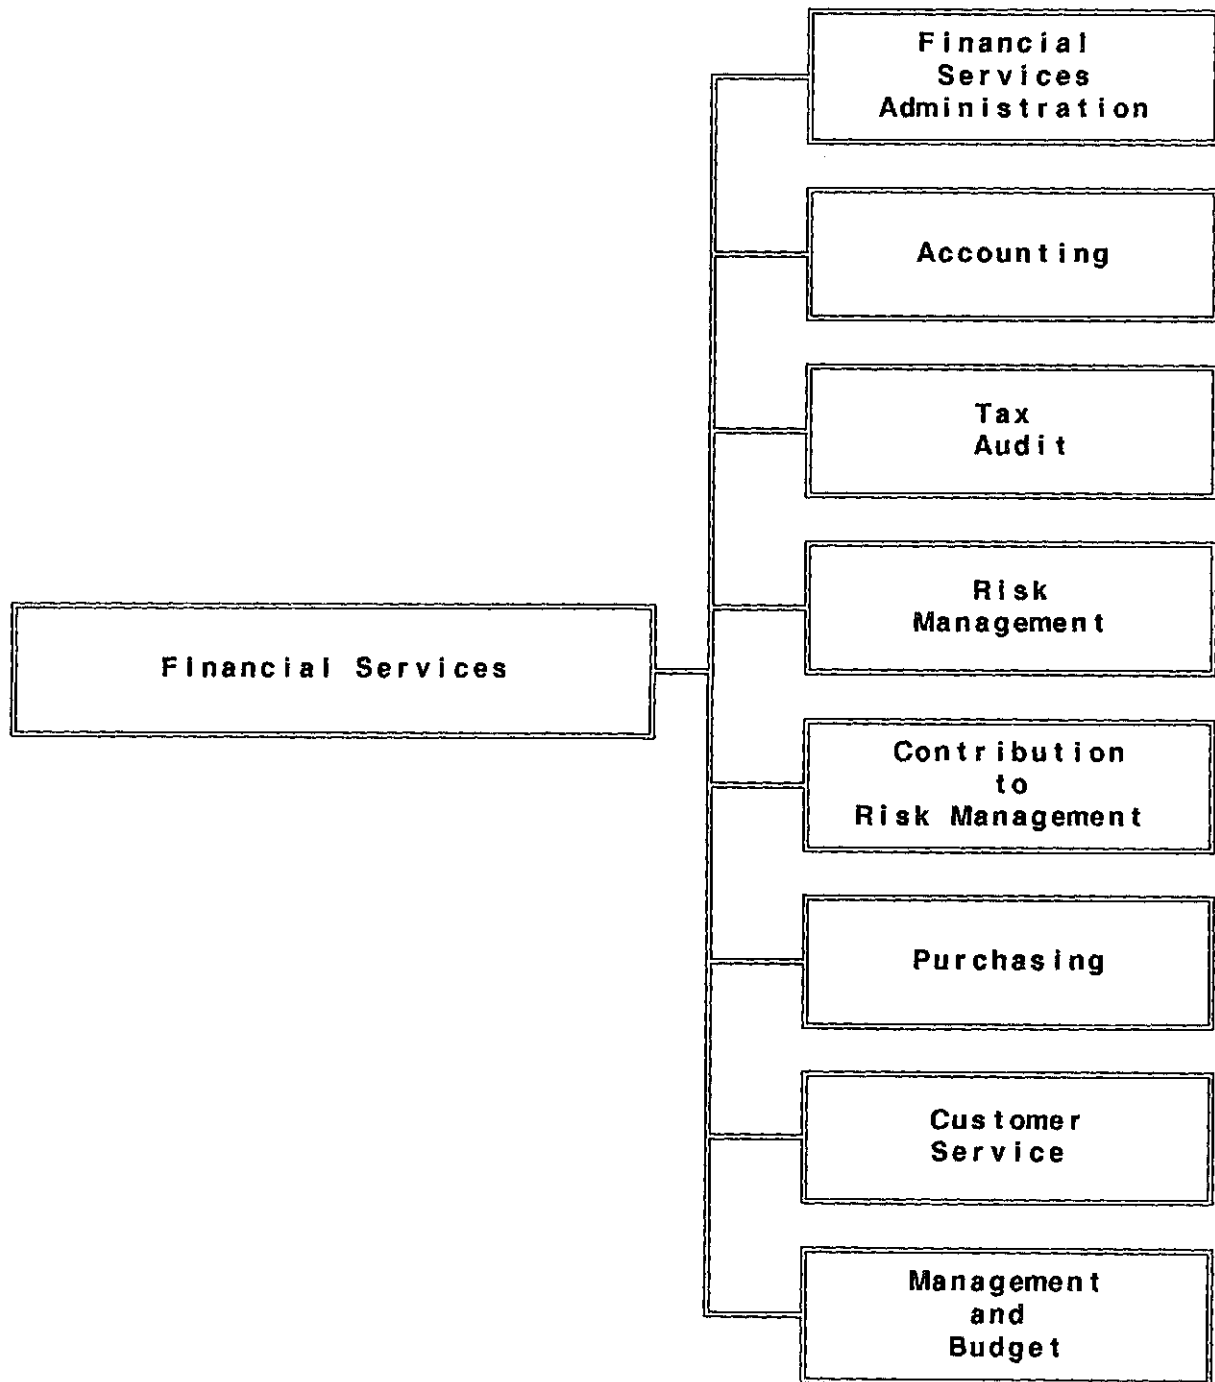 Financial
Services
Administration
Accounting
Tax
Audit
Risk
Management
Financial Services
Contribution
to
Risk Management
Purchasing
Customer
Service
Management
and
Budget